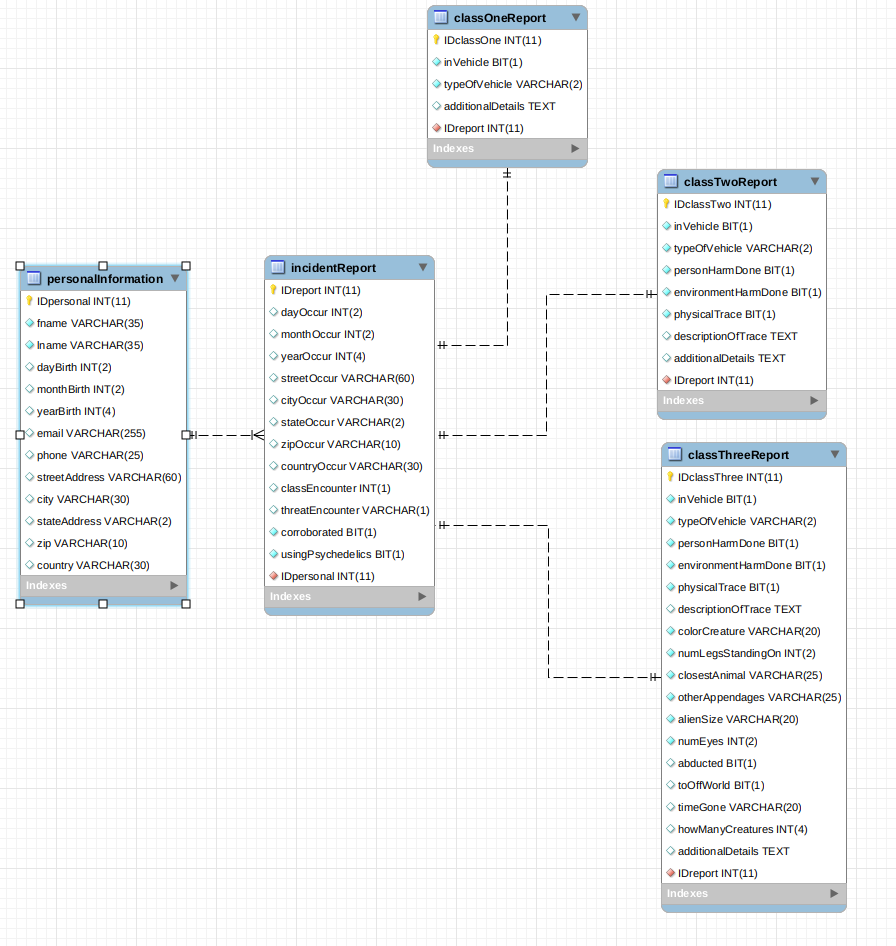 classOneReport
IDclassOne INT(11)
inVehicle BIT(1)
typeOfVehicle VARCHAR(2)
additionalDetails TEXT
IDreport INT(11)
Indexes
classTwoReport
IDclassTwo INT(11)
inVehicle BIT(1)
typeOfVehicle VARCHAR(2)
personHarmDone BIT(1)
environmentHarmDone BIT(1)
physicalTrace BIT(1)
descriptionOfTrace TEXT
additionalDetails TEXT
IDreport INT(11)
Indexes
personalInformation
IDpersonal INT(11)
fname VARCHAR(35)
lname VARCHAR(35)
dayBirth INT(2)
monthBirth INT(2)
yearBirth INT(4)
email VARCHAR(255)
phone VARCHAR(25)
streetAddress VARCHAR(60)
city VARCHAR(30)
stateAddress VARCHAR(2)
zip VARCHAR(10)
country VARCHAR(30)
Indexes
incidentReport
IDreport INT(11)
dayOccur INT(2)
monthOccur INT(2)
yearOccur INT(4)
streetOccur VARCHAR(60)
cityOccur VARCHAR(30)
stateOccur VARCHAR(2)
zipOccur VARCHAR(10)
countryOccur VARCHAR(30)
classEncounter INT(1)
threatEncounter VARCHAR(1)
corroborated BIT(1)
usingPsychedelics BIT(1)
IDpersonal INT(11)
Indexes
classThreeReport
IDclassThree INT(11)
inVehicle BIT(1)
typeOfVehicle VARCHAR(2)
personHarmDone BIT(1)
environmentHarmDone BIT(1)
physicalTrace BIT(1)
descriptionOfTrace TEXT
colorCreature VARCHAR(20)
numLegsStandingOn INT(2)
closestAnimal VARCHAR(25)
otherAppendages VARCHAR(25)
alienSize VARCHAR(20)
numEyes INT(2)
abducted BIT(1)
toOffWorld BIT(1)
timeGone VARCHAR(20)
howManyCreatures INT(4)
additionalDetails TEXT
IDreport INT(11)
Indexes